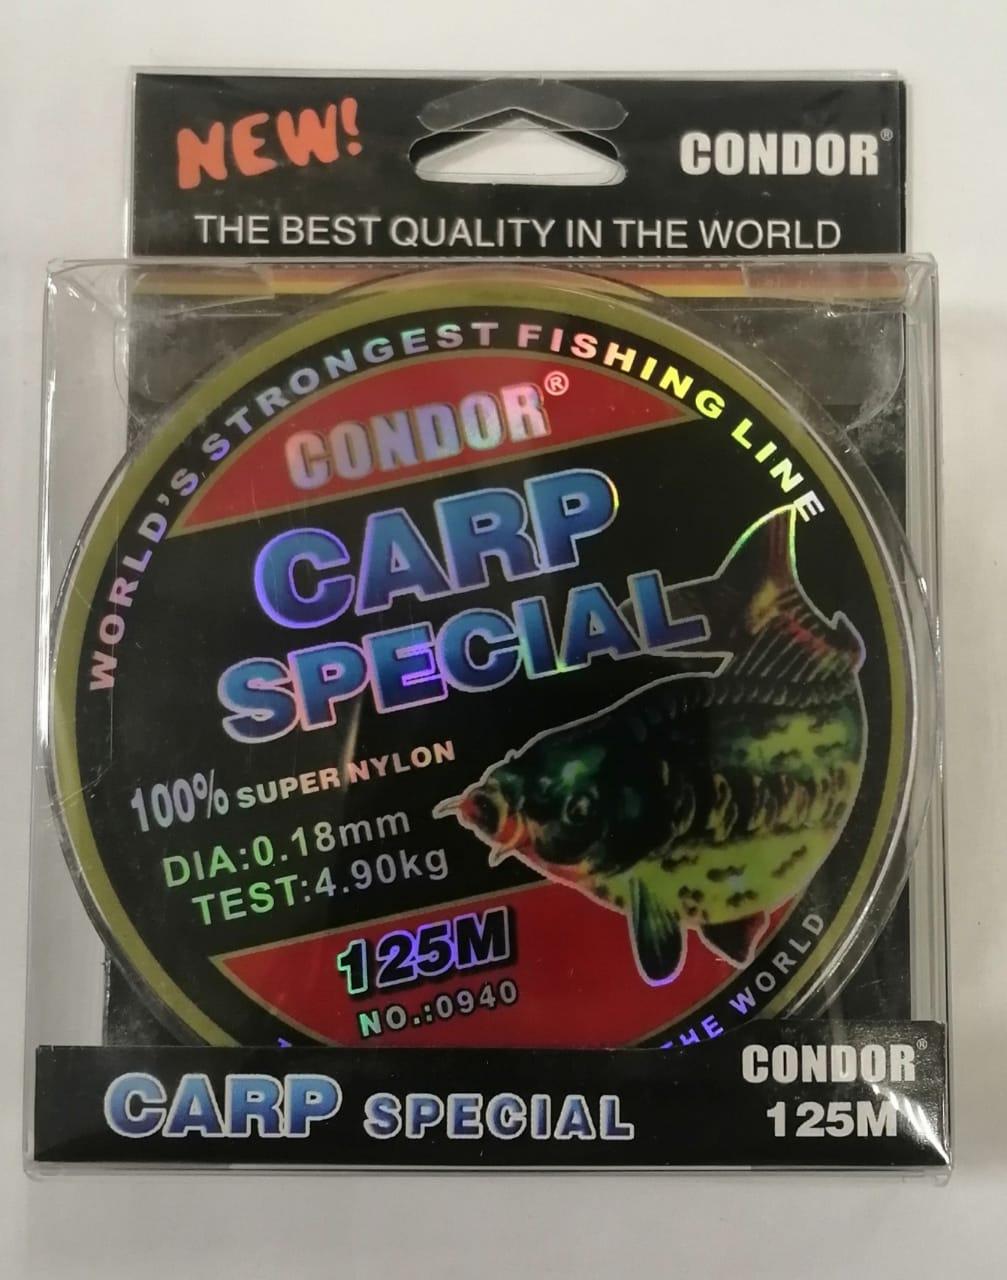 NEW!
CONDOR®
THE BEST QUALITY IN THE WORLD
WORLD'S STRONGEST FISHING LINE
CONDOR®
CARP
SPECIAL
100% SUPER NYLON
DIA:0.18mm
TEST:4.90kg
125M
NO.:0940
THE WORLD
CARP SPECIAL
CONDOR®
125M